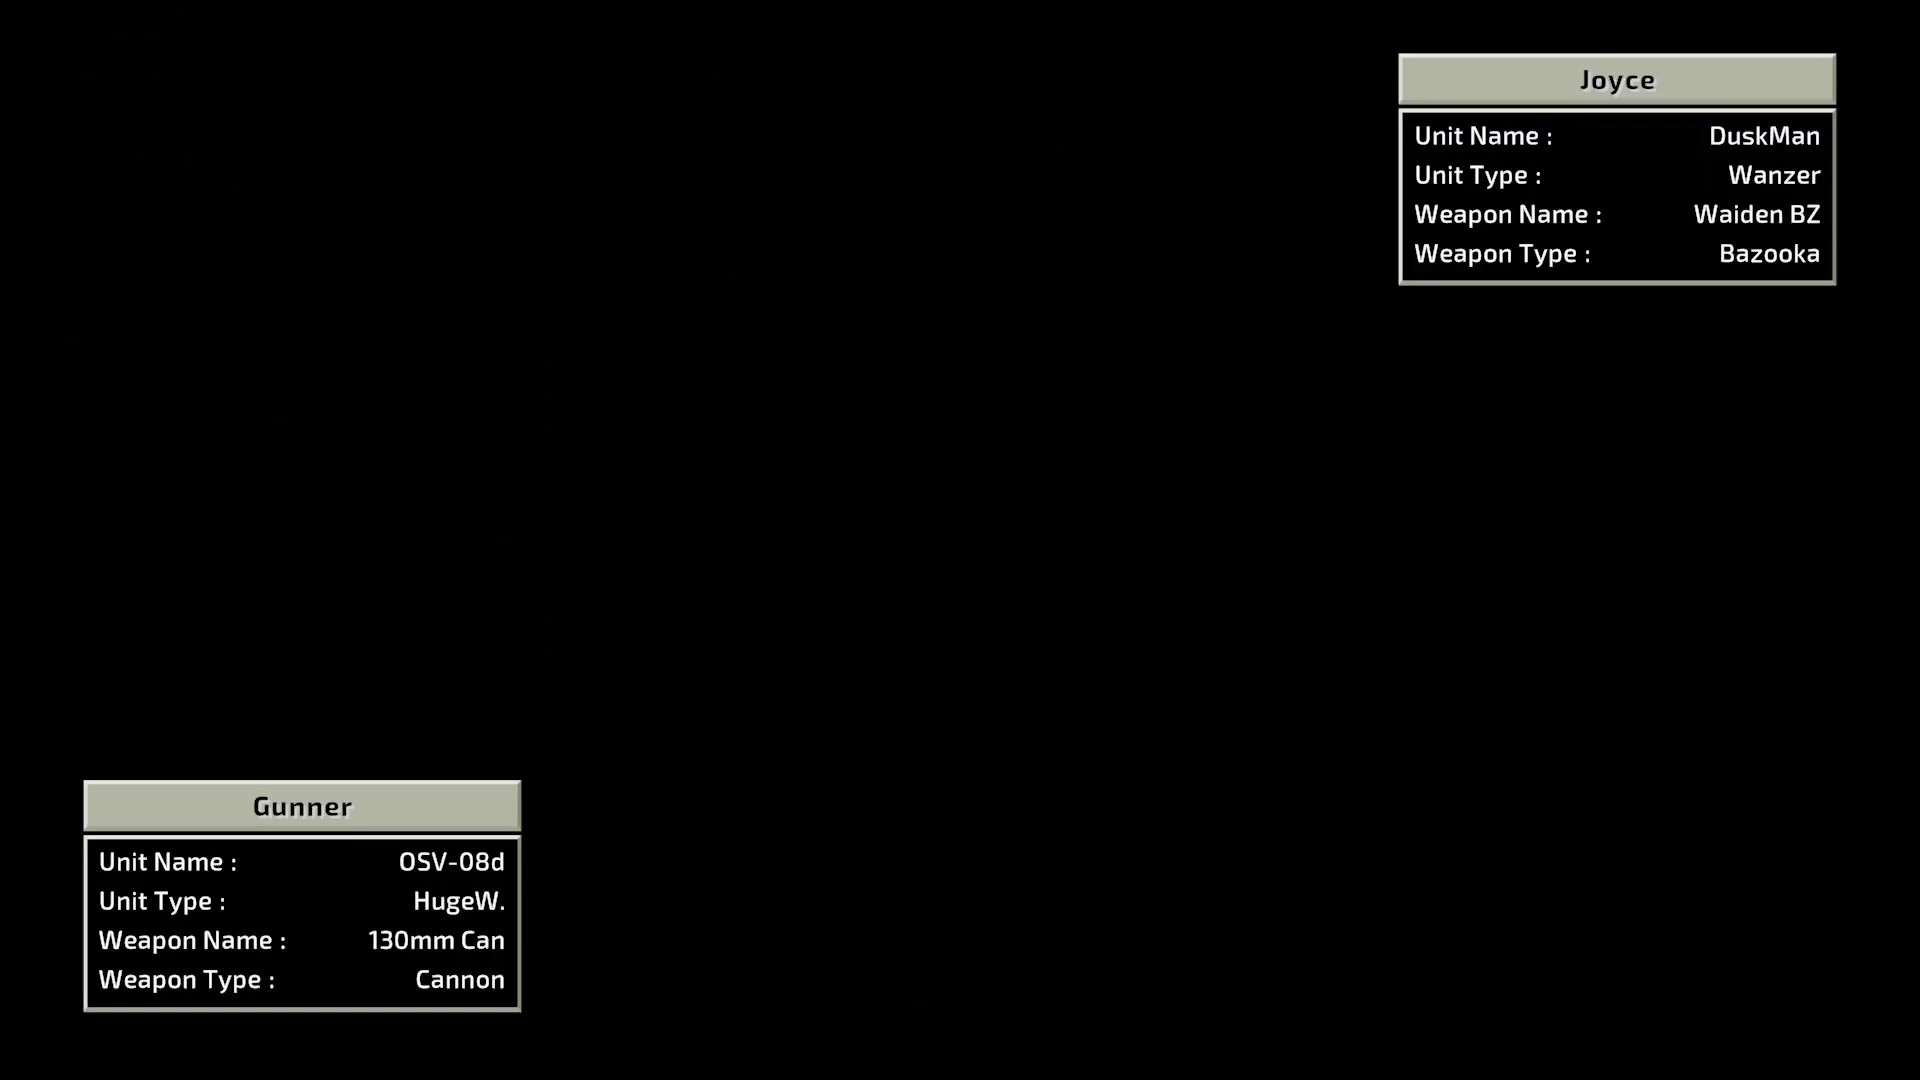 Joyce
Unit Name : DuskMan
Unit Type : Wanzer
Weapon Name : Waiden BZ
Weapon Type : Bazooka
Gunner
Unit Name : OSV-08d
Unit Type : HugeW.
Weapon Name : 130mm Can
Weapon Type : Cannon